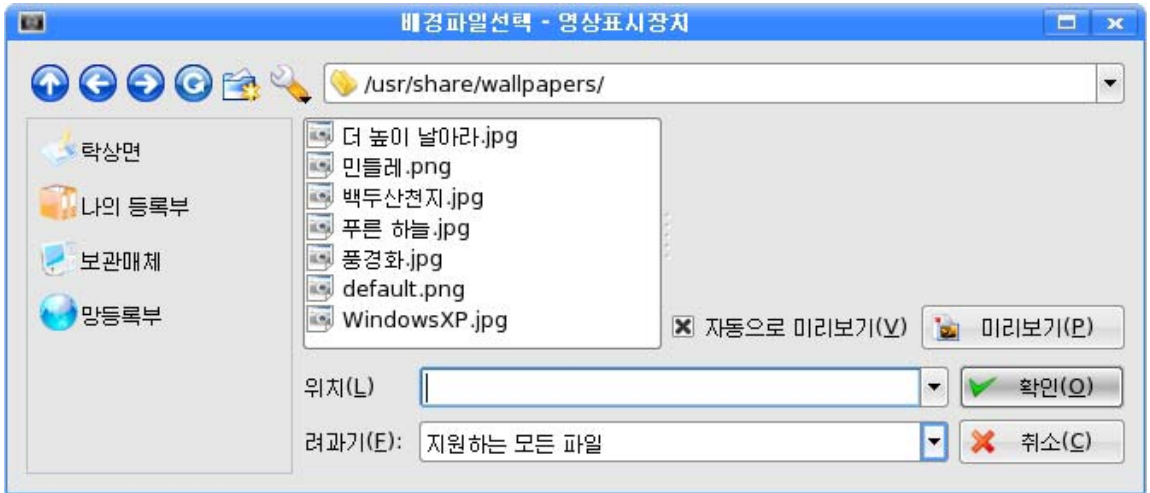 배경파일선택 - 영상표시장치
/usr/share/wallpapers/
탁상면
나의 등록부
보관매체
망등록부
더 높이 날아라.jpg
민들레.png
백두산천지.jpg
푸른 하늘.jpg
풍경화.jpg
default.png
WindowsXP.jpg
자동으로 미리보기(V)
미리보기(P)
위치(L)
확인(O)
려과기(F):
지원하는 모든 파일
취소(C)